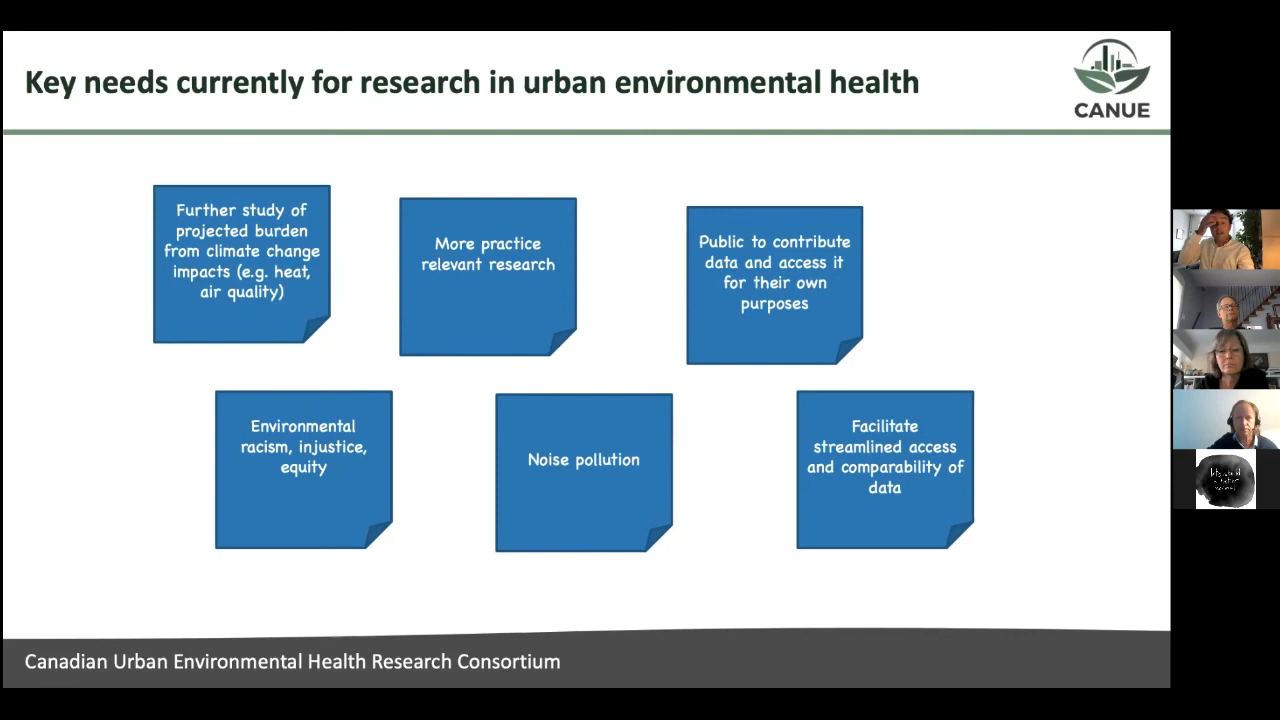 Key needs currently for research in urban environmental health
CANUE
Further study of
projected burden
from climate change
impacts (e.g. heat,
air quality)
More practice
relevant research
Public to contribute
data and access it
for their own
purposes
Environmental
racism, injustice,
equity
Noise pollution
Facilitate
streamlined access
and comparability of
data
Canadian Urban Environmental Health Research Consortium